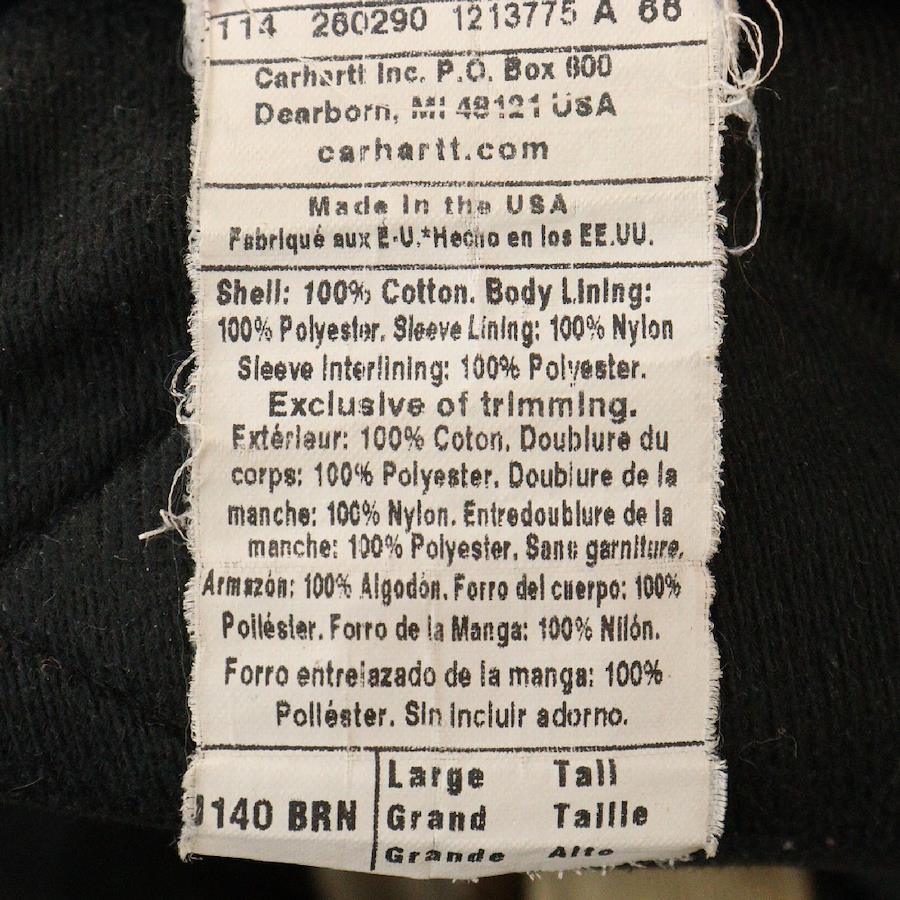 114 260290 1213775 A 66
Carhartt Inc. P.O. Box 600
Dearborn, MI 48121 USA
carhartt.com
Made in the USA
Fabriqué aux É-U.*Hecho en los EE.UU.
Shell: 100% Cotton. Body Lining:
100% Polyester. Sleeve Lining: 100% Nylon
Sleeve Interlining: 100% Polyester.
Exclusive of trimming.
Extérieur: 100% Coton. Doublure du
corps: 100% Polyester. Doublure de la
manche: 100% Nylon. Entredoublure de la
manche: 100% Polyester. Sans garniture.
Armazón: 100% Algodón. Forro del cuerpo: 100%
Poliéster. Forro de la Manga: 100% Nilón.
Forro entrelazado de la manga: 100%
Poliéster. Sin incluir adorno.
J140 BRN
Large Tall
Grand Taille
Grande Alto